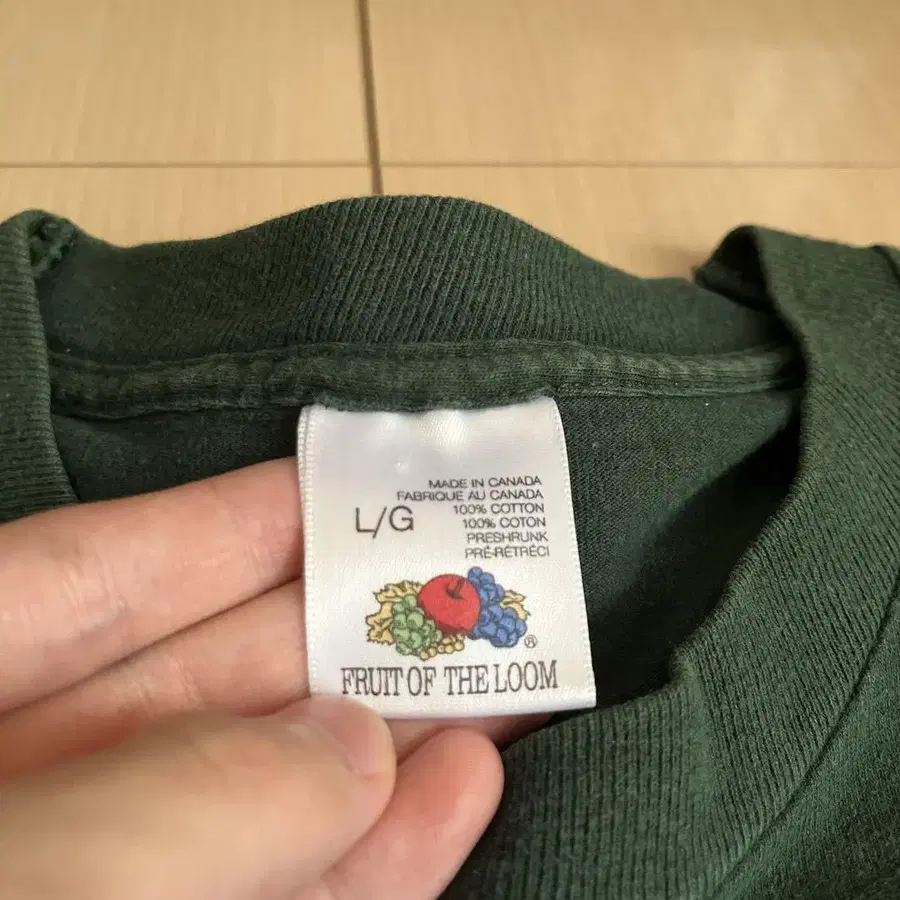 MADE IN CANADA
FABRIQUE AU CANADA
100% COTTON
L/G
100% COTON
PRESHRUNK
PRÉ-RÉTRÉCI
®
FRUIT OF THE LOOM